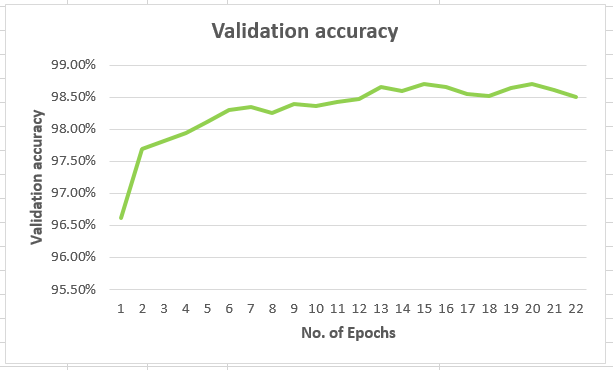 Validation accuracy
99.00%
98.50%
98.00%
97.50%
97.00%
96.50%
96.00%
95.50%
Validation accuracy
1 2 3 4 5 6 7 8 9 10 11 12 13 14 15 16 17 18 19 20 21 22
No. of Epochs